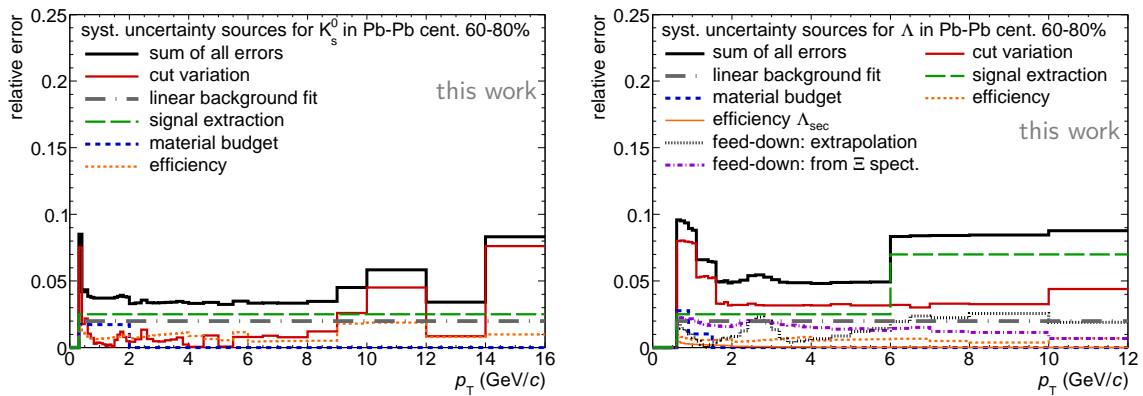 syst. uncertainty sources for K⁰ₛ in Pb-Pb cent. 60-80%
sum of all errors
cut variation
linear background fit
signal extraction
material budget
efficiency
this work
relative error
0.25
0.2
0.15
0.1
0.05
0
0 2 4 6 8 10 12 14 16
p_T (GeV/c)
syst. uncertainty sources for Λ in Pb-Pb cent. 60-80%
sum of all errors
cut variation
linear background fit
signal extraction
material budget
efficiency
efficiency Λ_sec
feed-down: extrapolation
feed-down: from Ξ spect.
this work
relative error
0.25
0.2
0.15
0.1
0.05
0
0 2 4 6 8 10 12
p_T (GeV/c)